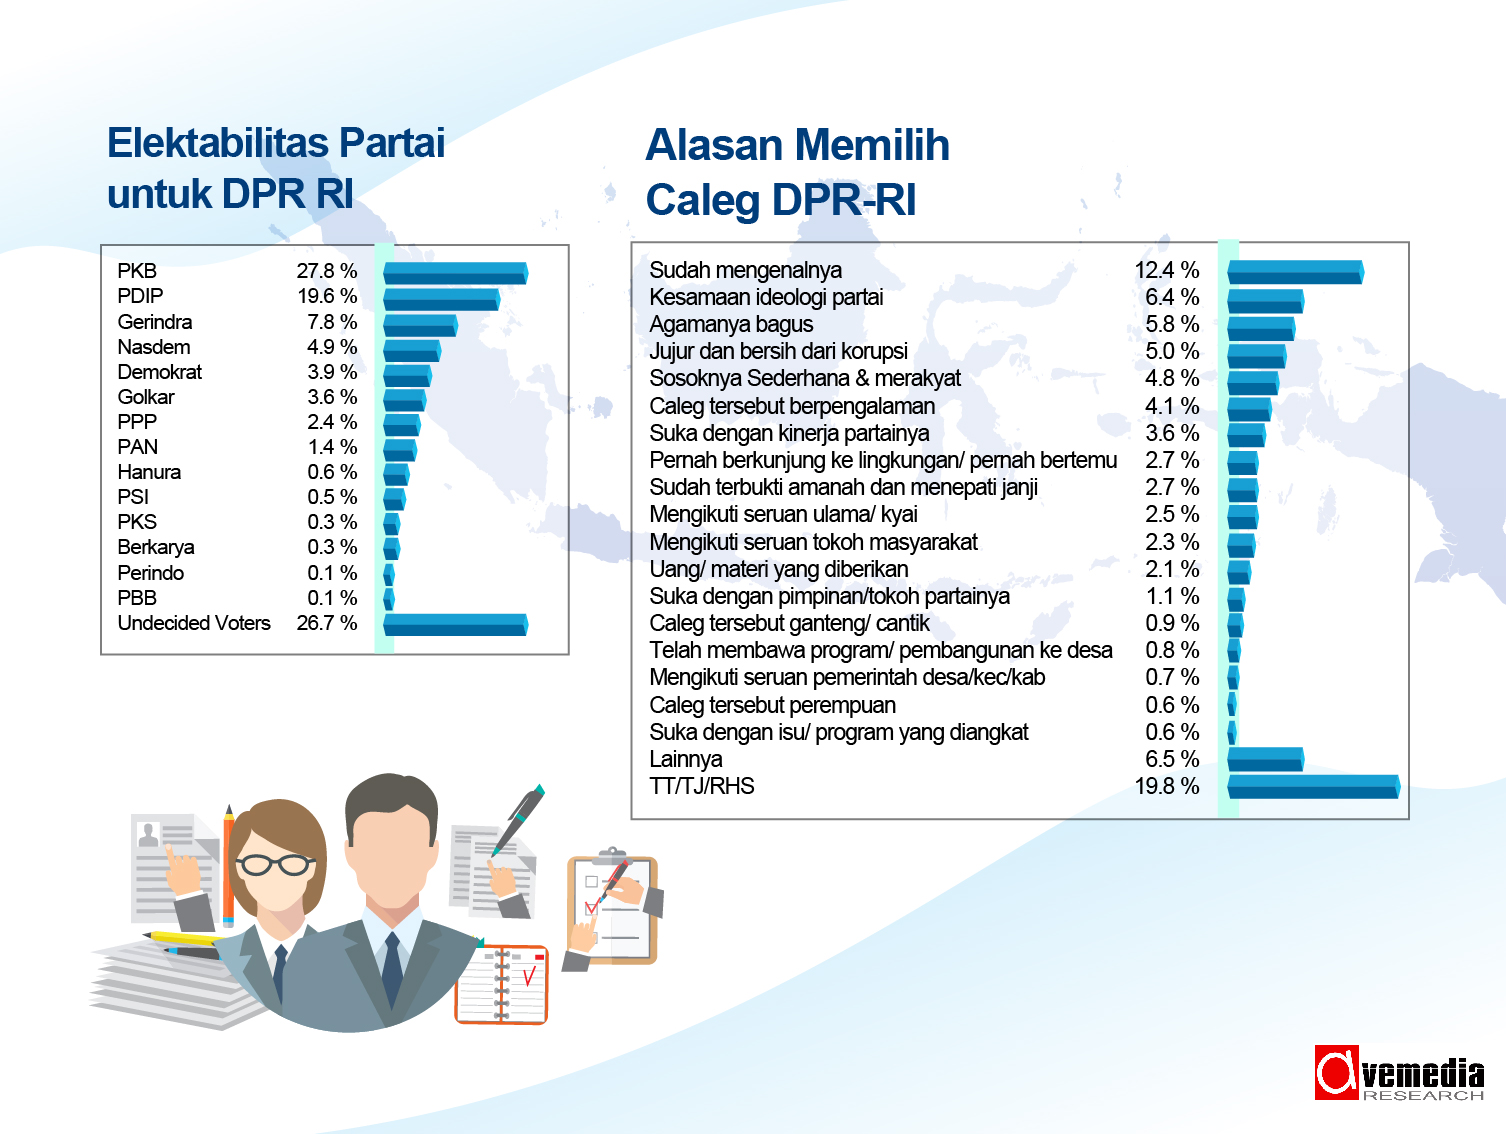 Elektabilitas Partai
untuk DPR RI
PKB 27.8 %
PDIP 19.6 %
Gerindra 7.8 %
Nasdem 4.9 %
Demokrat 3.9 %
Golkar 3.6 %
PPP 2.4 %
PAN 1.4 %
Hanura 0.6 %
PSI 0.5 %
PKS 0.3 %
Berkarya 0.3 %
Perindo 0.1 %
PBB 0.1 %
Undecided Voters 26.7 %
Alasan Memilih
Caleg DPR-RI
Sudah mengenalnya 12.4 %
Kesamaan ideologi partai 6.4 %
Agamanya bagus 5.8 %
Jujur dan bersih dari korupsi 5.0 %
Sosoknya Sederhana & merakyat 4.8 %
Caleg tersebut berpengalaman 4.1 %
Suka dengan kinerja partainya 3.6 %
Pernah berkunjung ke lingkungan/ pernah bertemu 2.7 %
Sudah terbukti amanah dan menepati janji 2.7 %
Mengikuti seruan ulama/ kyai 2.5 %
Mengikuti seruan tokoh masyarakat 2.3 %
Uang/ materi yang diberikan 2.1 %
Suka dengan pimpinan/tokoh partainya 1.1 %
Caleg tersebut ganteng/ cantik 0.9 %
Telah membawa program/ pembangunan ke desa 0.8 %
Mengikuti seruan pemerintah desa/kec/kab 0.7 %
Caleg tersebut perempuan 0.6 %
Suka dengan isu/ program yang diangkat 0.6 %
Lainnya 6.5 %
TT/TJ/RHS 19.8 %
avemedia
RESEARCH